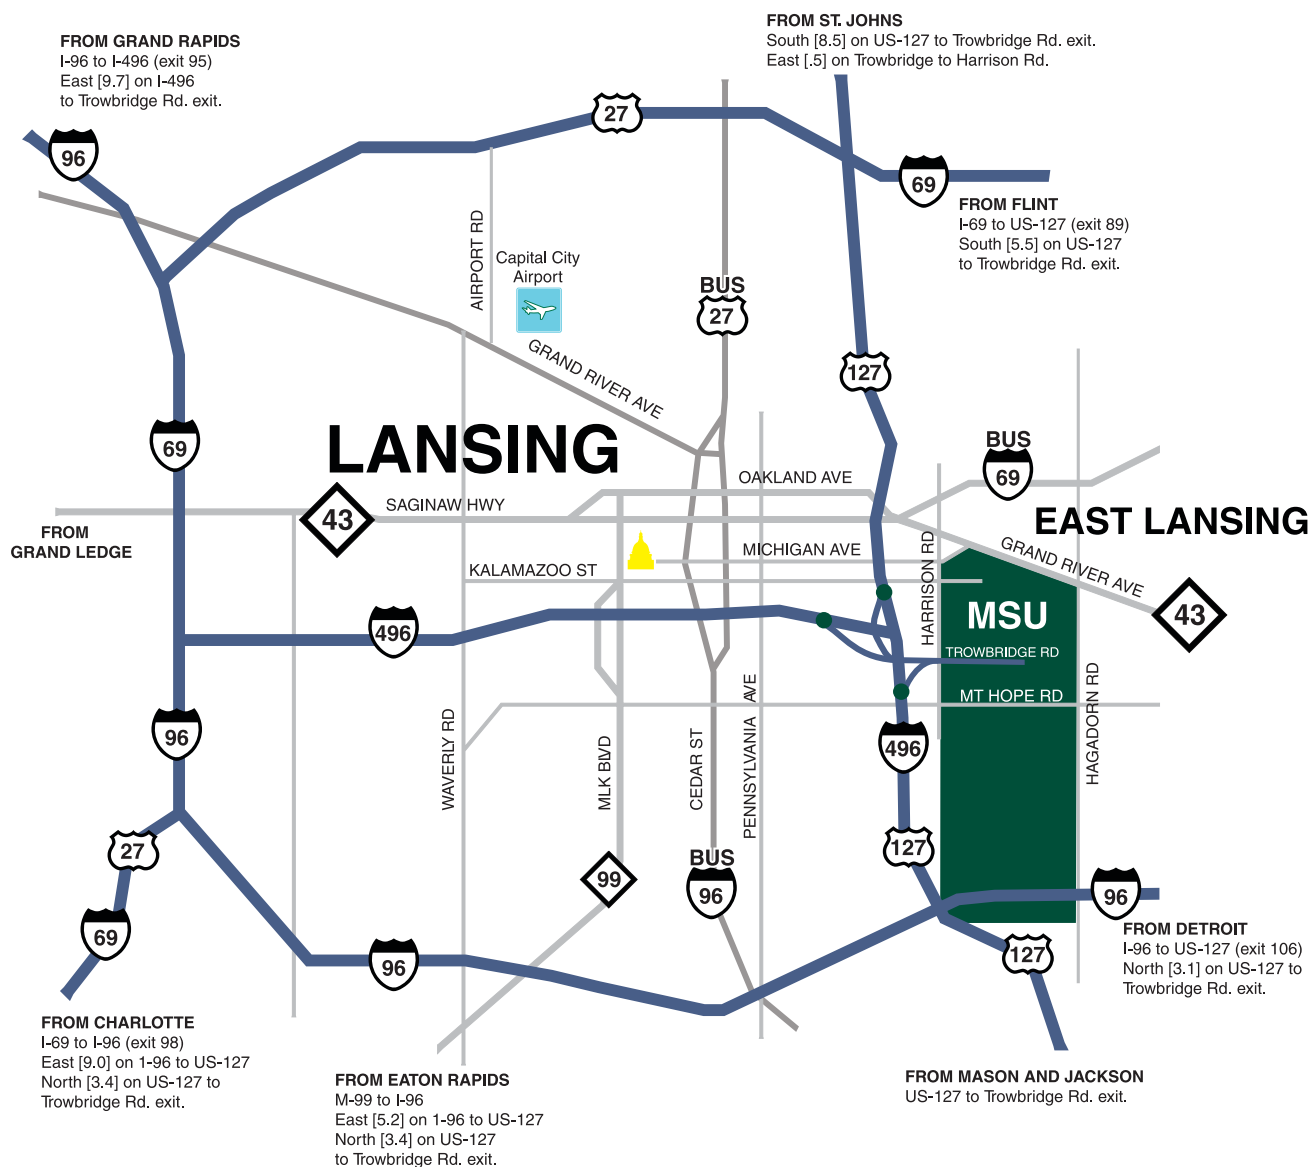 FROM GRAND RAPIDS
I-96 to I-496 (exit 95)
East [9.7] on I-496
to Trowbridge Rd. exit.
FROM ST. JOHNS
South [8.5] on US-127 to Trowbridge Rd. exit.
East [.5] on Trowbridge to Harrison Rd.
27
96
69
FROM FLINT
I-69 to US-127 (exit 89)
South [5.5] on US-127
to Trowbridge Rd. exit.
AIRPORT RD
Capital City
Airport
BUS
27
GRAND RIVER AVE
127
LANSING
69
BUS
69
OAKLAND AVE
SAGINAW HWY
43
EAST LANSING
FROM
GRAND LEDGE
MICHIGAN AVE
GRAND RIVER AVE
KALAMAZOO ST
HARRISON RD
MSU
43
496
TROWBRIDGE RD
MT HOPE RD
96
WAVERLY RD
MLK BLVD
CEDAR ST
PENNSYLVANIA AVE
496
HAGADORN RD
27
127
99
BUS
96
96
69
96
127
FROM DETROIT
I-96 to US-127 (exit 106)
North [3.1] on US-127 to
Trowbridge Rd. exit.
FROM CHARLOTTE
I-69 to I-96 (exit 98)
East [9.0] on 1-96 to US-127
North [3.4] on US-127 to
Trowbridge Rd. exit.
FROM EATON RAPIDS
M-99 to I-96
East [5.2] on 1-96 to US-127
North [3.4] on US-127
to Trowbridge Rd. exit.
FROM MASON AND JACKSON
US-127 to Trowbridge Rd. exit.